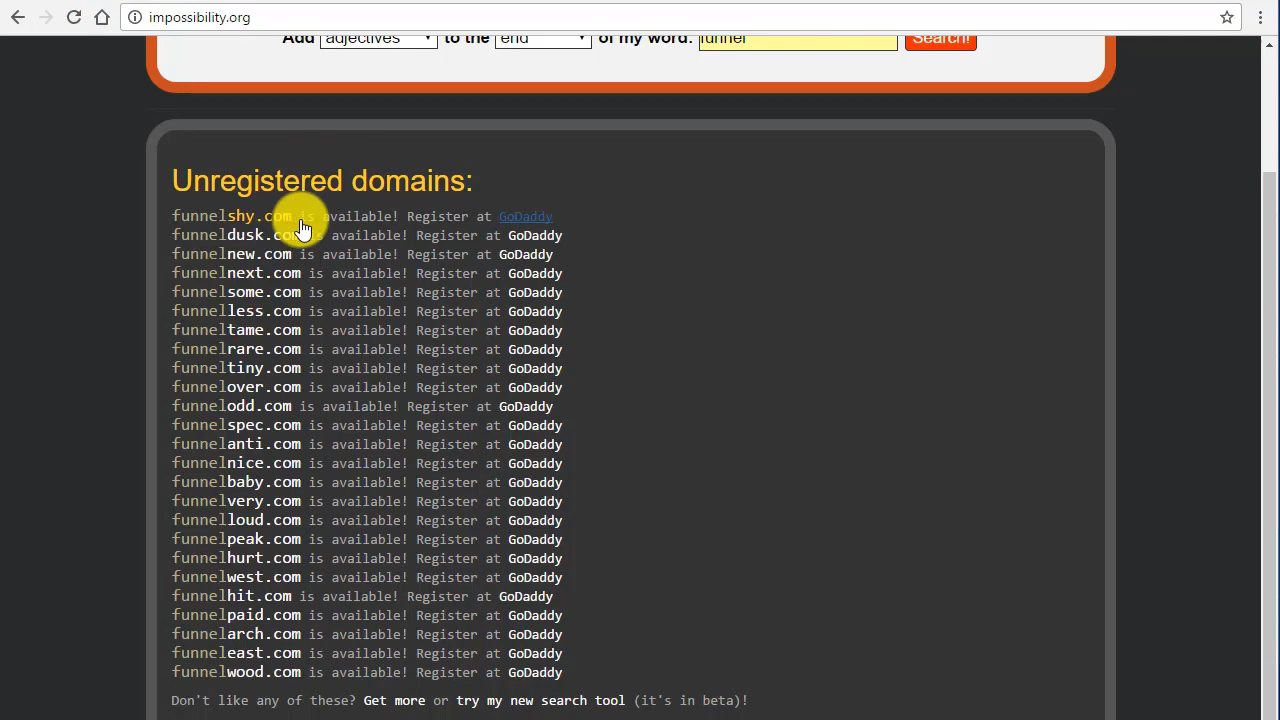 impossibility.org
Add adjectives to the end of my word: funnel Search!
Unregistered domains:
funnelshy.com is available! Register at GoDaddy
funneldusk.com is available! Register at GoDaddy
funnelnew.com is available! Register at GoDaddy
funnelnext.com is available! Register at GoDaddy
funnelsome.com is available! Register at GoDaddy
funnelless.com is available! Register at GoDaddy
funneltame.com is available! Register at GoDaddy
funnelrare.com is available! Register at GoDaddy
funneltiny.com is available! Register at GoDaddy
funnelover.com is available! Register at GoDaddy
funnelodd.com is available! Register at GoDaddy
funnelspec.com is available! Register at GoDaddy
funnelanti.com is available! Register at GoDaddy
funnelnice.com is available! Register at GoDaddy
funnelbaby.com is available! Register at GoDaddy
funnelvery.com is available! Register at GoDaddy
funnelloud.com is available! Register at GoDaddy
funnelpeak.com is available! Register at GoDaddy
funnelhurt.com is available! Register at GoDaddy
funnelwest.com is available! Register at GoDaddy
funnelhit.com is available! Register at GoDaddy
funnelpaid.com is available! Register at GoDaddy
funnelarch.com is available! Register at GoDaddy
funneleast.com is available! Register at GoDaddy
funnelwood.com is available! Register at GoDaddy
Don't like any of these? Get more or try my new search tool (it's in beta)!